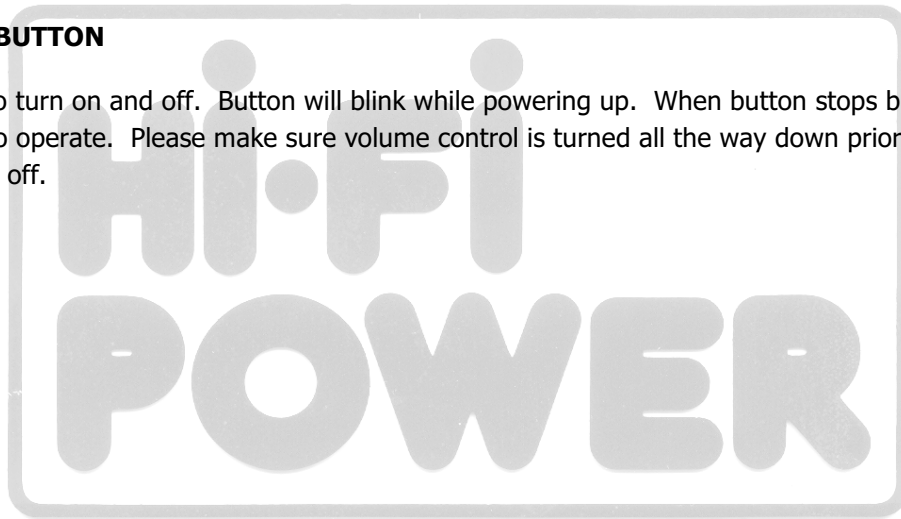 BUTTON
turn on and off. Button will blink while powering up. When button stops
operate. Please make sure volume control is turned all the way down prior
off.
Hi·Fi
POWER